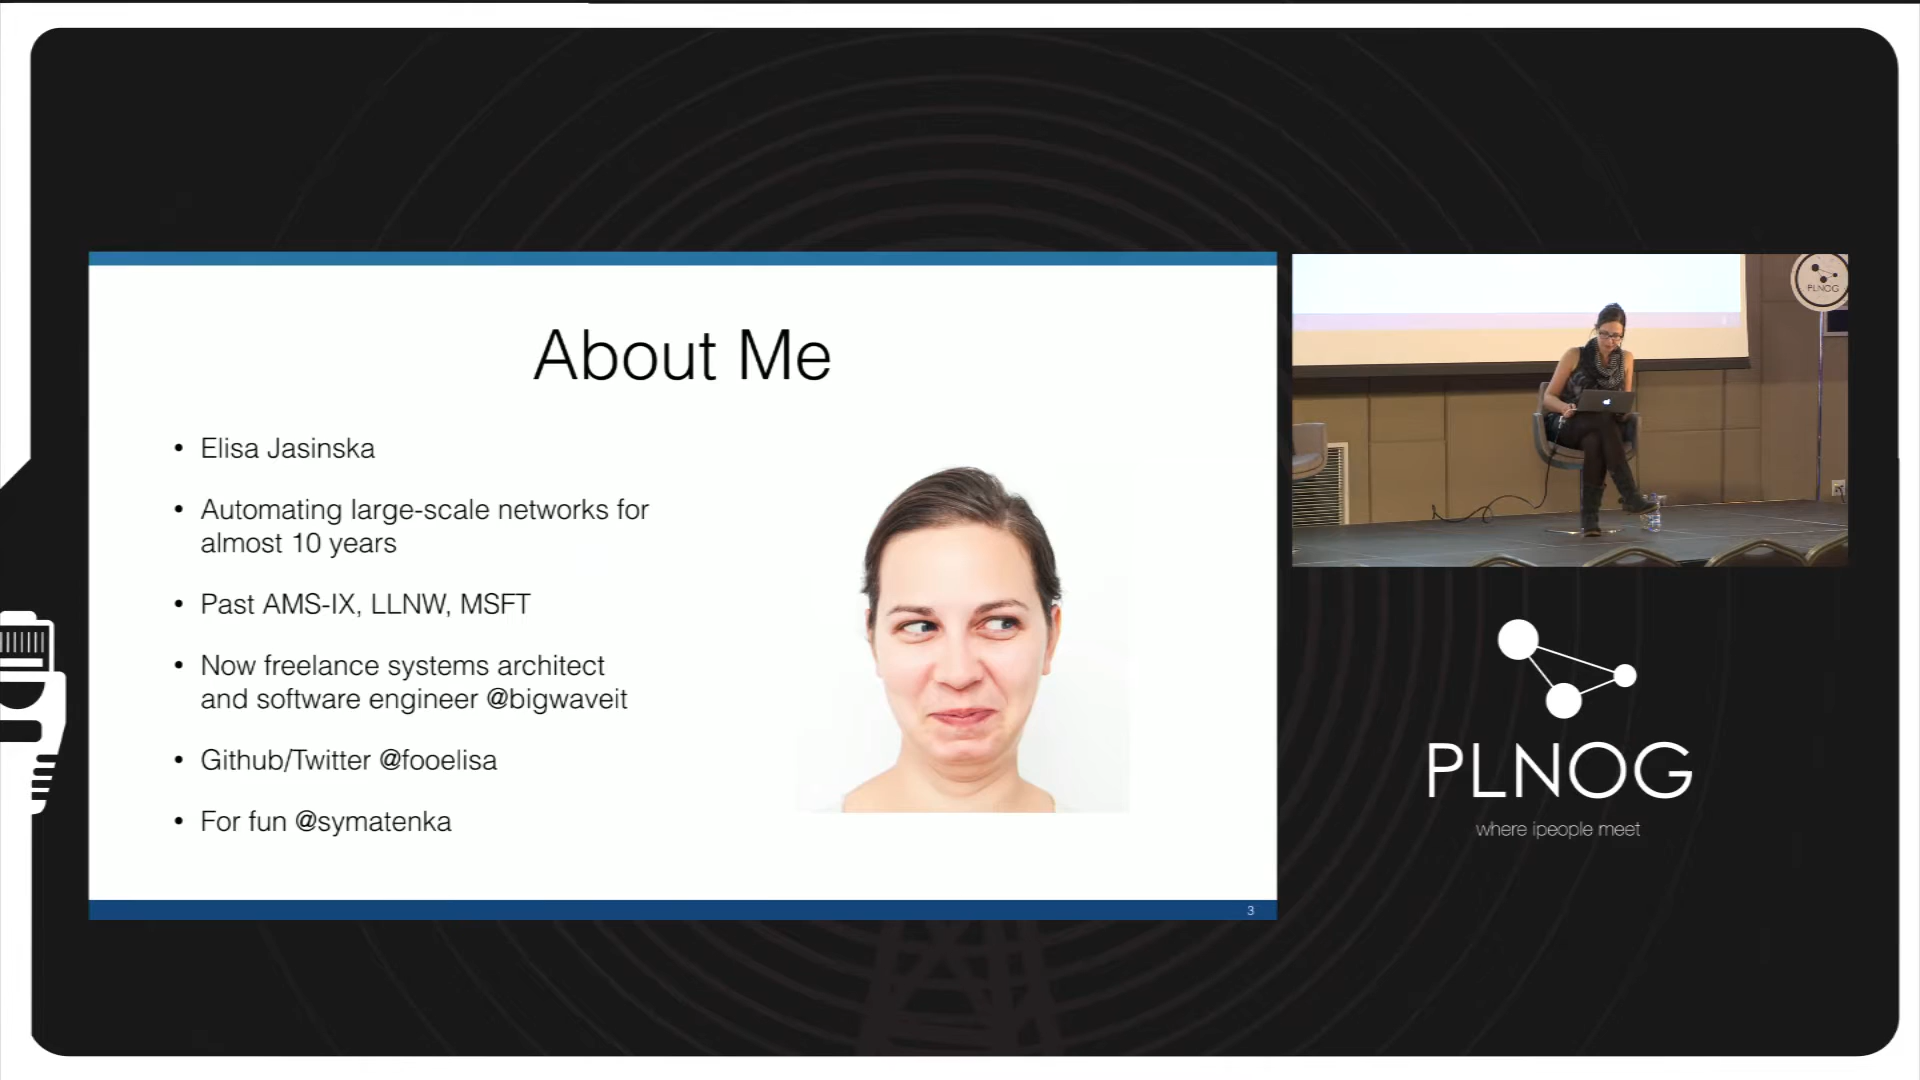 About Me
• Elisa Jasinska
• Automating large-scale networks for
almost 10 years
• Past AMS-IX, LLNW, MSFT
• Now freelance systems architect
and software engineer @bigwaveit
• Github/Twitter @fooelisa
• For fun @symatenka
3
PLNOG
PLNOG
where ipeople meet